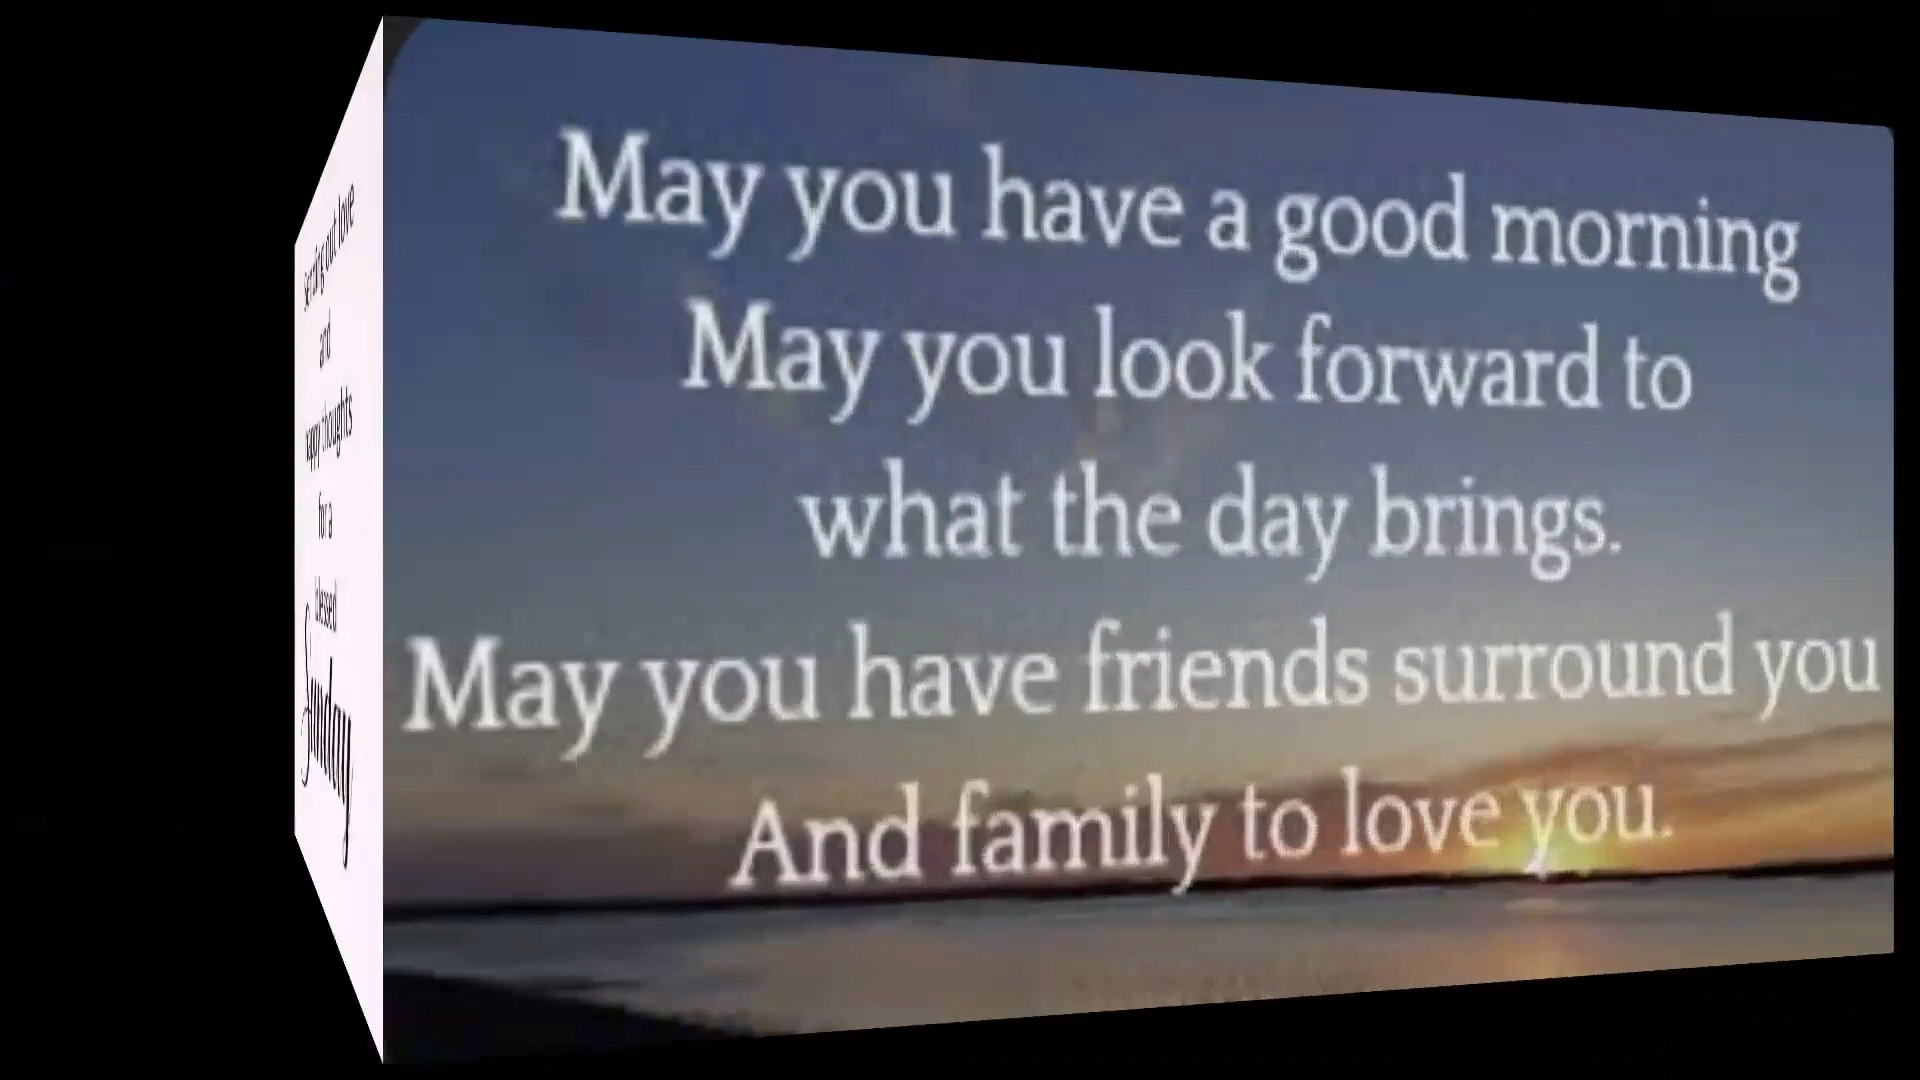 Sending out love
and
happy thoughts
for a
blessed
Sunday
May you have a good morning
May you look forward to
what the day brings.
May you have friends surround you
And family to love you.